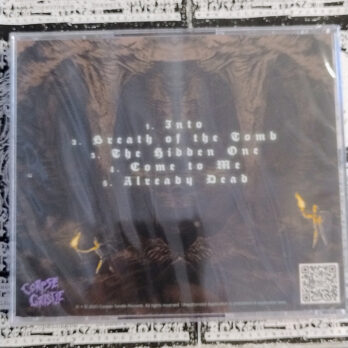 1. Into
2. Breath of the Tomb
3. The Hidden One
4. Come to Me
5. Already Dead
CORPSE
GRISTLE